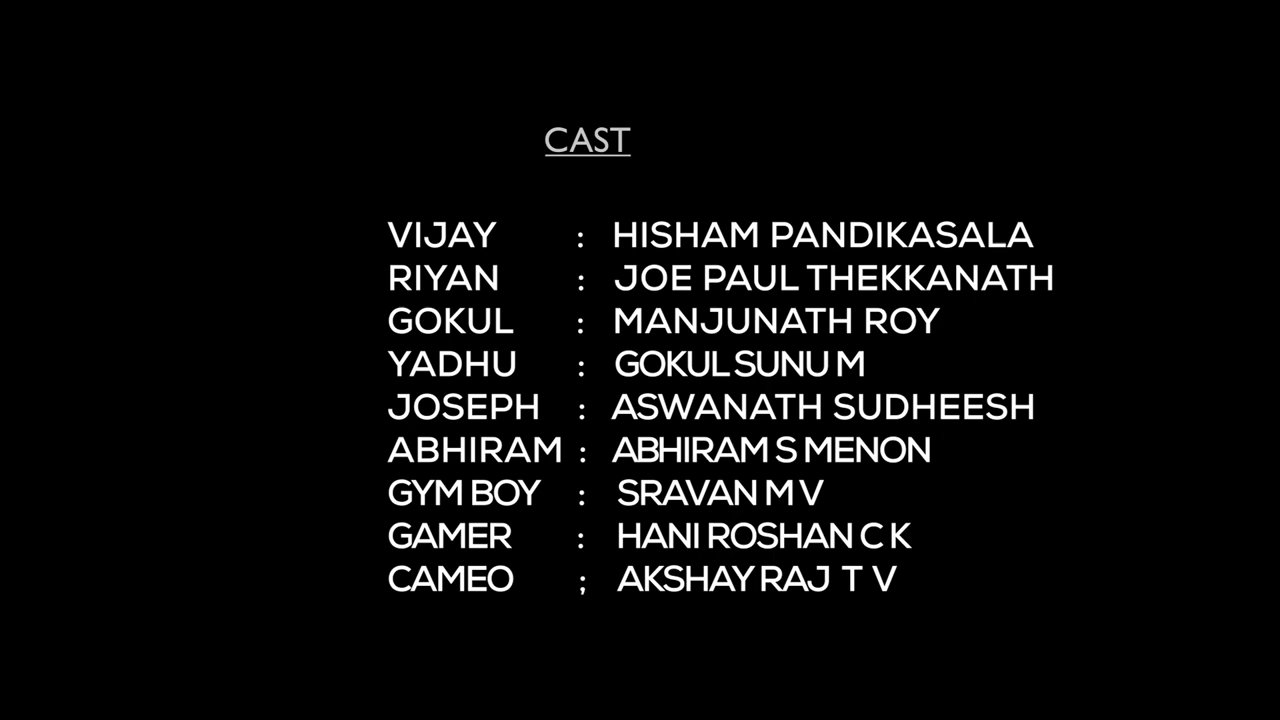 CAST
VIJAY : HISHAM PANDIKASALA
RIYAN : JOE PAUL THEKKANATH
GOKUL : MANJUNATH ROY
YADHU : GOKUL SUNU M
JOSEPH : ASWANATH SUDHEESH
ABHIRAM : ABHIRAM S MENON
GYM BOY : SRAVAN M V
GAMER : HANI ROSHAN C K
CAMEO ; AKSHAY RAJ T V